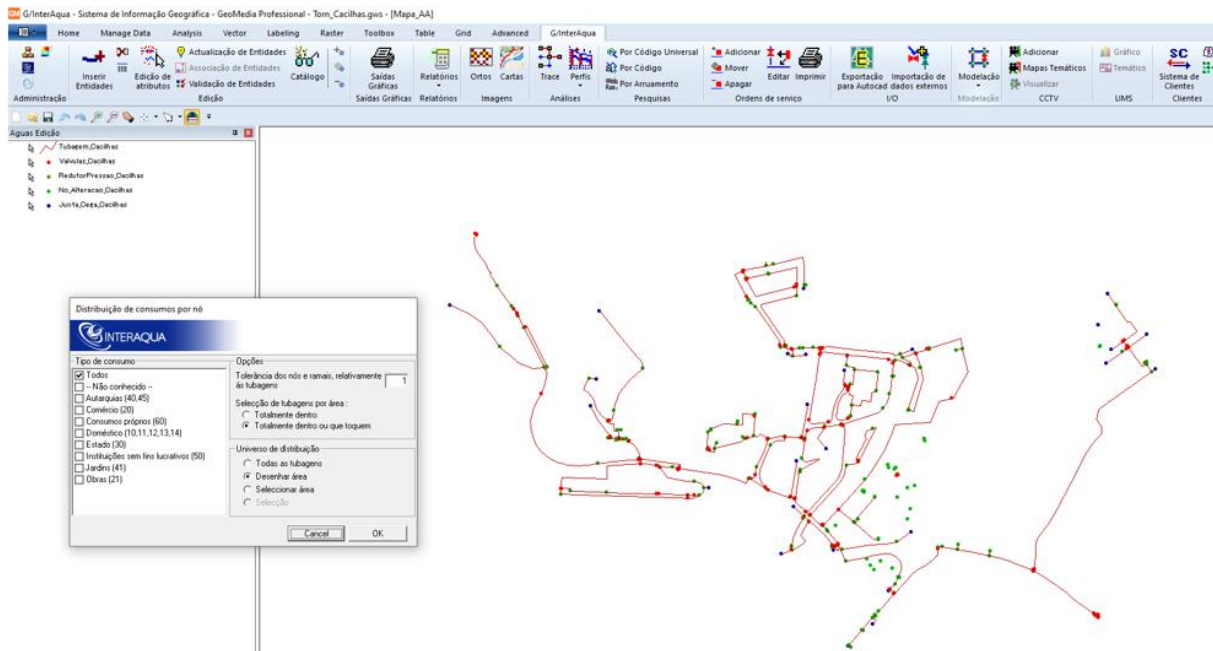 G/InterAqua - Sistema de Informação Geográfica - GeoMedia Professional - Torn_Cacilhas.gws - [Mapa_AA]
Home Manage Data Analysis Vector Labeling Raster Toolbox Table Grid Advanced G/InterAqua
Inserir Entidades
Edição de atributos
Actualização de Entidades
Associação de Entidades
Validação de Entidades
Catálogo
Saídas Gráficas
Relatórios
Ortos
Cartas
Trace
Perfis
Por Código Universal
Por Código
Por Arruamento
Adicionar
Mover
Apagar
Editar
Imprimir
Exportação para Autocad
Importação de dados externos
Modelação
Adicionar
Mapas Temáticos
Visualizar
Gráfico
Temático
SC
Sistema de Clientes
Administração Edição Saídas Gráficas Relatórios Imagens Análises Pesquisas Ordens de serviço I/O Modelação CCTV LIMS Clientes
Aguas Edição
Tubagem_Cacilhas
Valvulas_Cacilhas
RedutorPressao_Cacilhas
No_Alteracao_Cacilhas
Distribuição de consumos por nó
INTERAQUA
Tipo de consumo
Todos
-- Não conhecido --
Autarquias (40,45)
Comércio (20)
Consumos próprios (60)
Doméstico (10,11,12,13,14)
Estado (30)
Instituições sem fins lucrativos (50)
Jardins (41)
Obras (21)
Opções
Tolerância dos nós e ramais, relativamente às tubagens 1
Selecção de tubagens por área :
Totalmente dentro
Totalmente dentro ou que toquem
Universo de distribuição
Todas as tubagens
Desenhar área
Seleccionar área
Selecção
Cancel OK